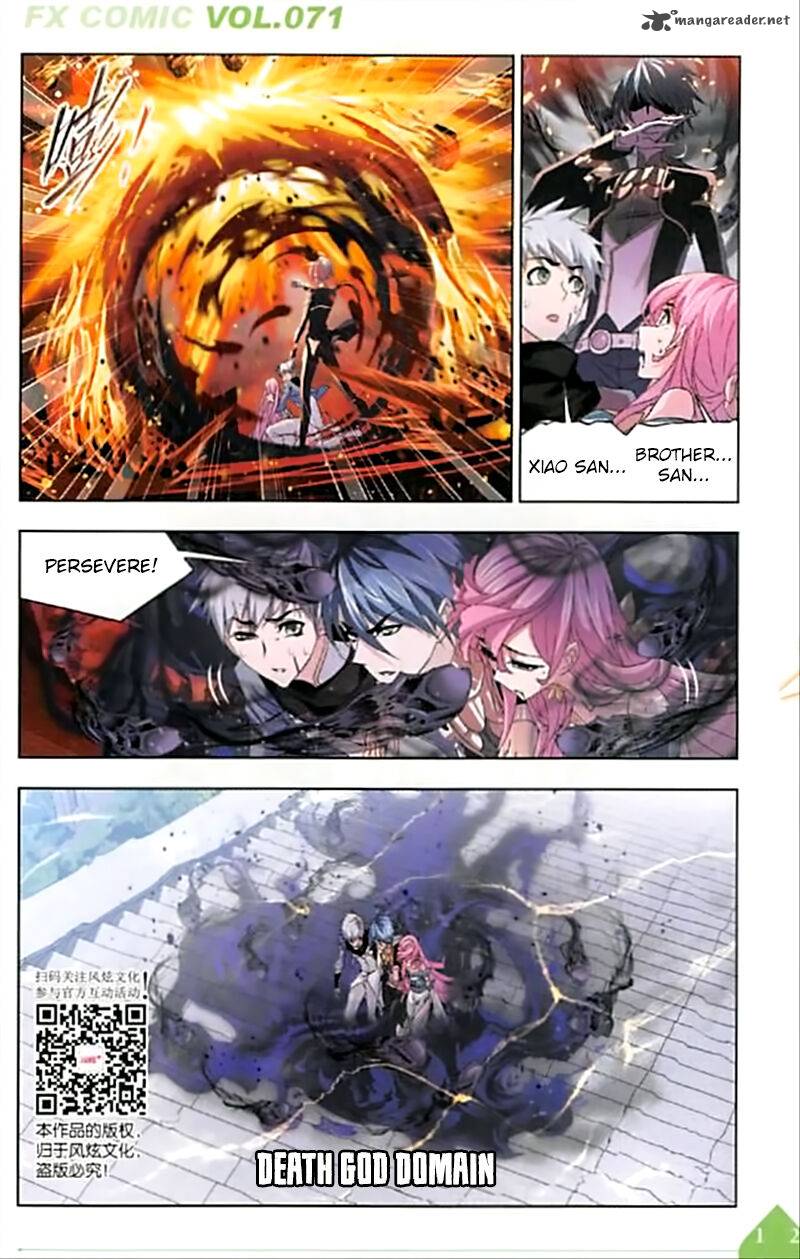 FX COMIC VOL.071
mangareader.net
嘭!
XIAO SAN...
BROTHER...
SAN...
PERSEVERE!
扫码关注风炫文化
参与官方互动活动!
本作品的版权,
归于风炫文化,
盗版必究!
DEATH GOD DOMAIN
1 2